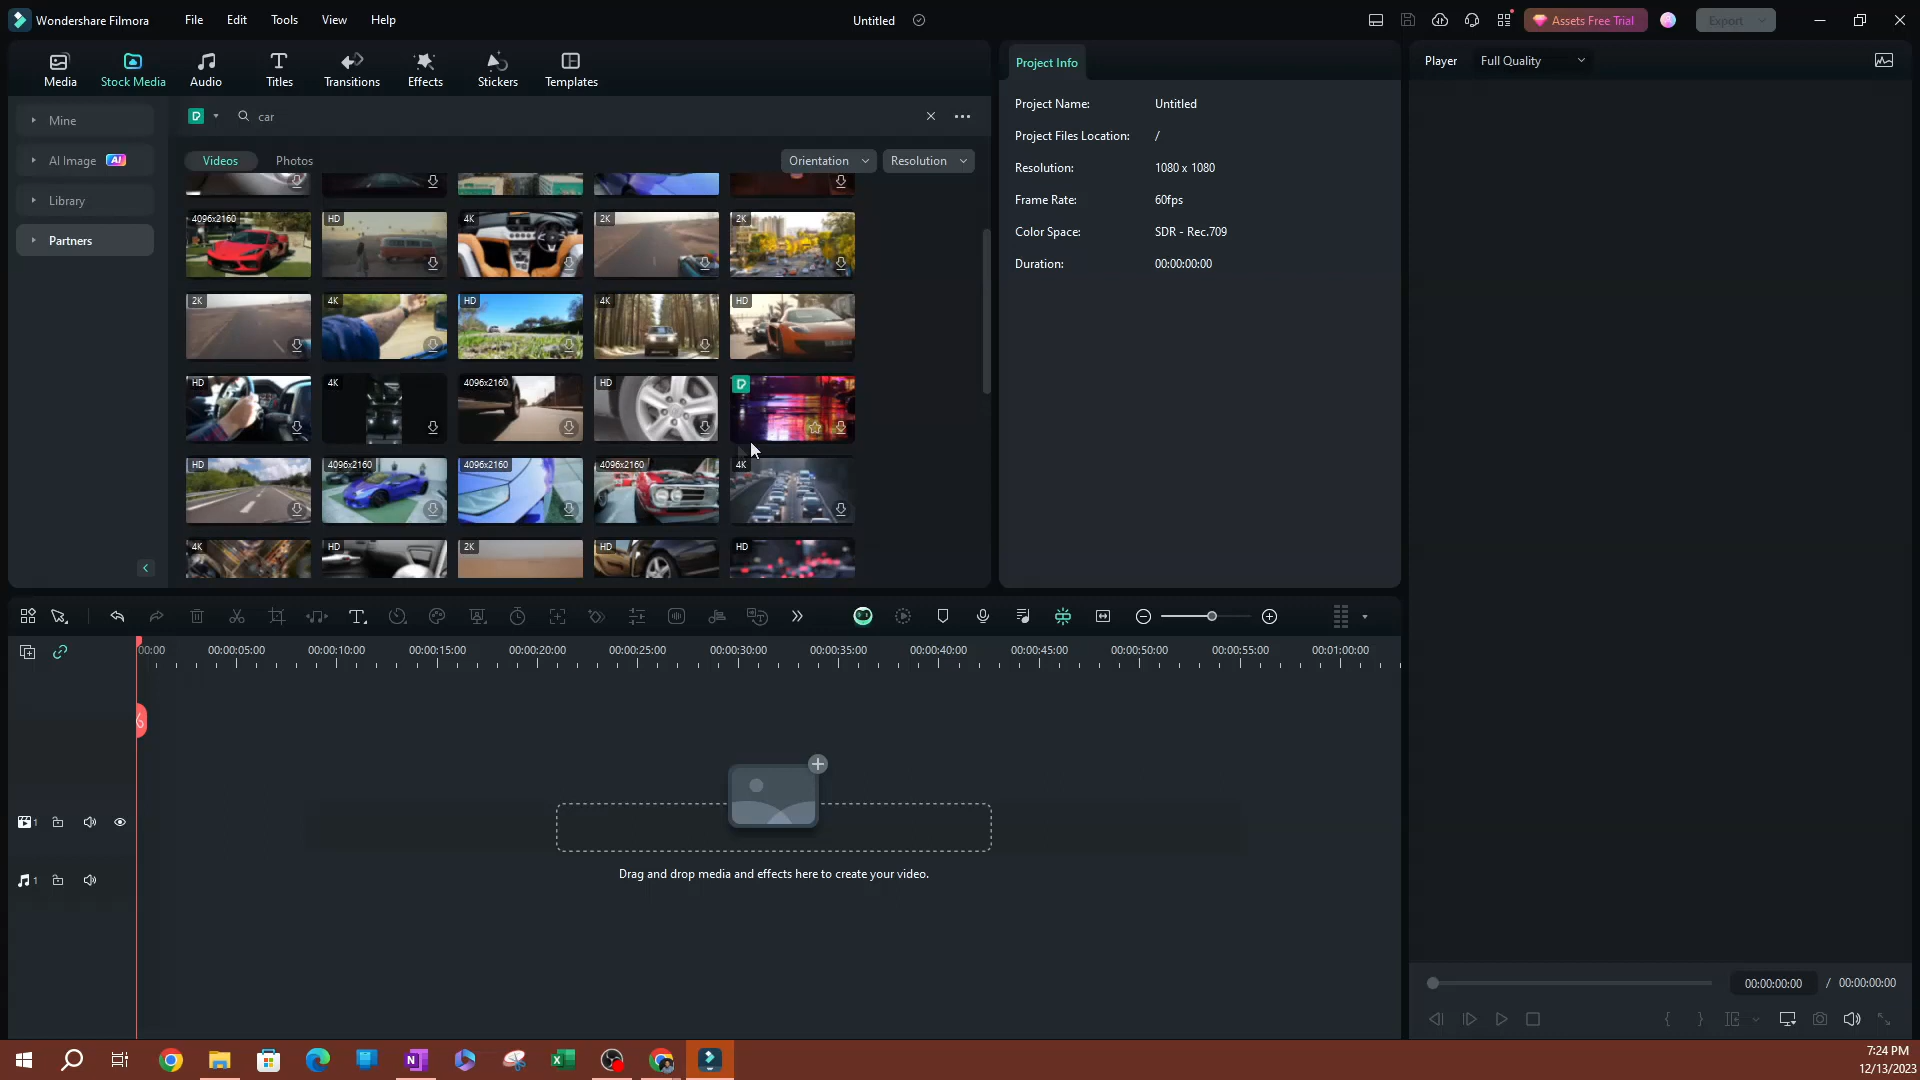 Wondershare Filmora
File
Edit
Tools
View
Help
Untitled
Assets Free Trial
Export
Media
Stock Media
Audio
Titles
Transitions
Effects
Stickers
Templates
Project Info
Player
Full Quality
Mine
AI Image
AI
Library
Partners
car
Videos
Photos
Orientation
Resolution
4096x2160
HD
4K
2K
2K
2K
4K
HD
4K
HD
HD
4K
4096x2160
HD
HD
4096x2160
4096x2160
4096x2160
4K
4K
HD
2K
HD
HD
Project Name: Untitled
Project Files Location: /
Resolution: 1080 x 1080
Frame Rate: 60fps
Color Space: SDR - Rec.709
Duration: 00:00:00:00
00:00
00:00:05:00
00:00:10:00
00:00:15:00
00:00:20:00
00:00:25:00
00:00:30:00
00:00:35:00
00:00:40:00
00:00:45:00
00:00:50:00
00:00:55:00
00:01:00:00
1
1
Drag and drop media and effects here to create your video.
00:00:00:00 / 00:00:00:00
7:24 PM
12/13/2023